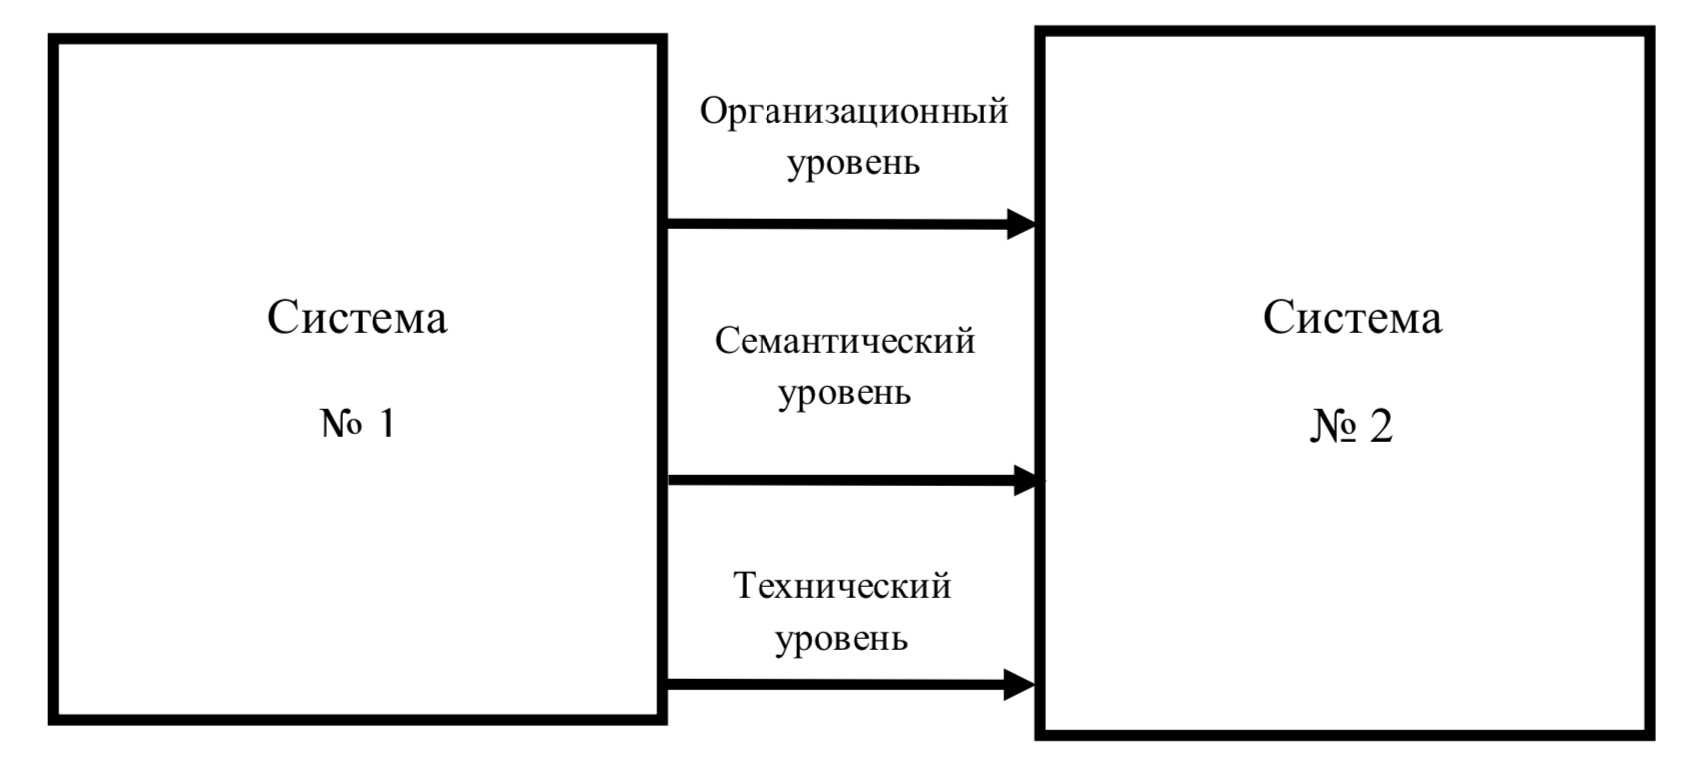 Система
№ 1
Организационный
уровень
Семантический
уровень
Технический
уровень
Система
№ 2